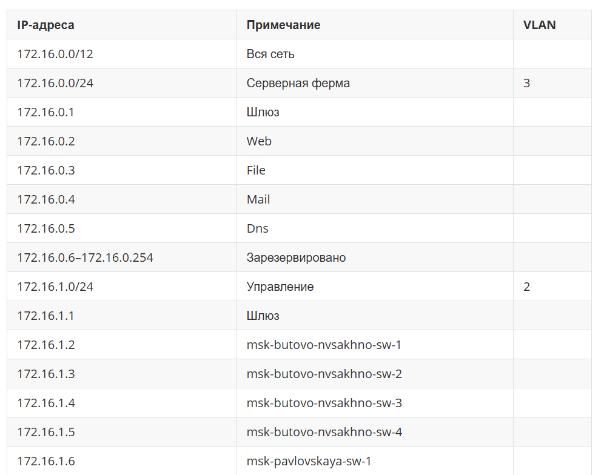 IP-адреса Примечание VLAN
172.16.0.0/12 Вся сеть
172.16.0.0/24 Серверная ферма 3
172.16.0.1 Шлюз
172.16.0.2 Web
172.16.0.3 File
172.16.0.4 Mail
172.16.0.5 Dns
172.16.0.6–172.16.0.254 Зарезервировано
172.16.1.0/24 Управление 2
172.16.1.1 Шлюз
172.16.1.2 msk-butovo-nvsakhno-sw-1
172.16.1.3 msk-butovo-nvsakhno-sw-2
172.16.1.4 msk-butovo-nvsakhno-sw-3
172.16.1.5 msk-butovo-nvsakhno-sw-4
172.16.1.6 msk-pavlovskaya-sw-1